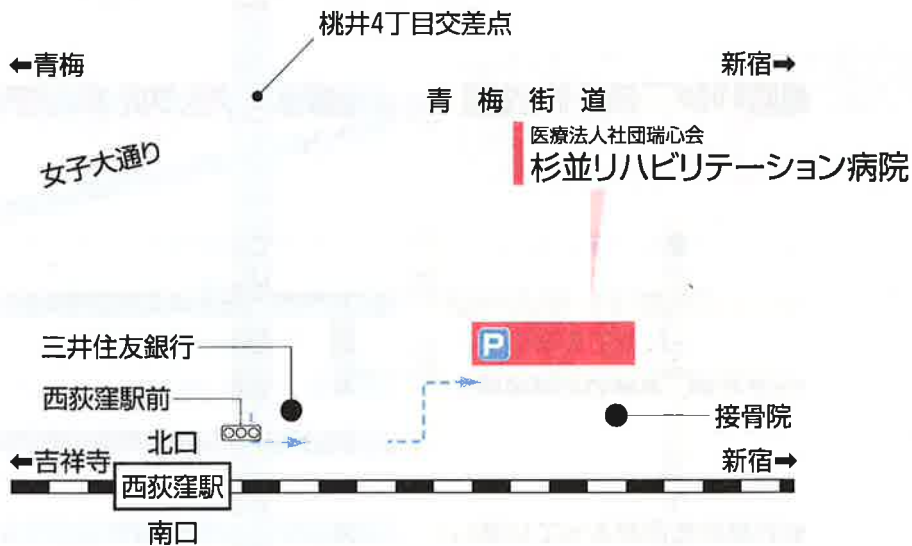 桃井4丁目交差点
←青梅
新宿→
青梅街道
医療法人社団瑞心会
杉並リハビリテーション病院
女子大通り
P
三井住友銀行
西荻窪駅前
接骨院
北口
←吉祥寺
新宿→
西荻窪駅
南口